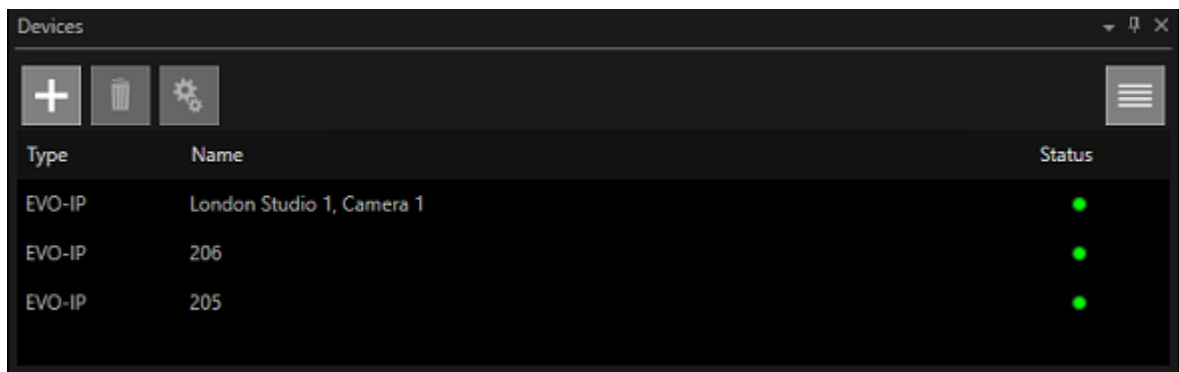 Devices
Type Name Status
EVO-IP London Studio 1, Camera 1
EVO-IP 206
EVO-IP 205